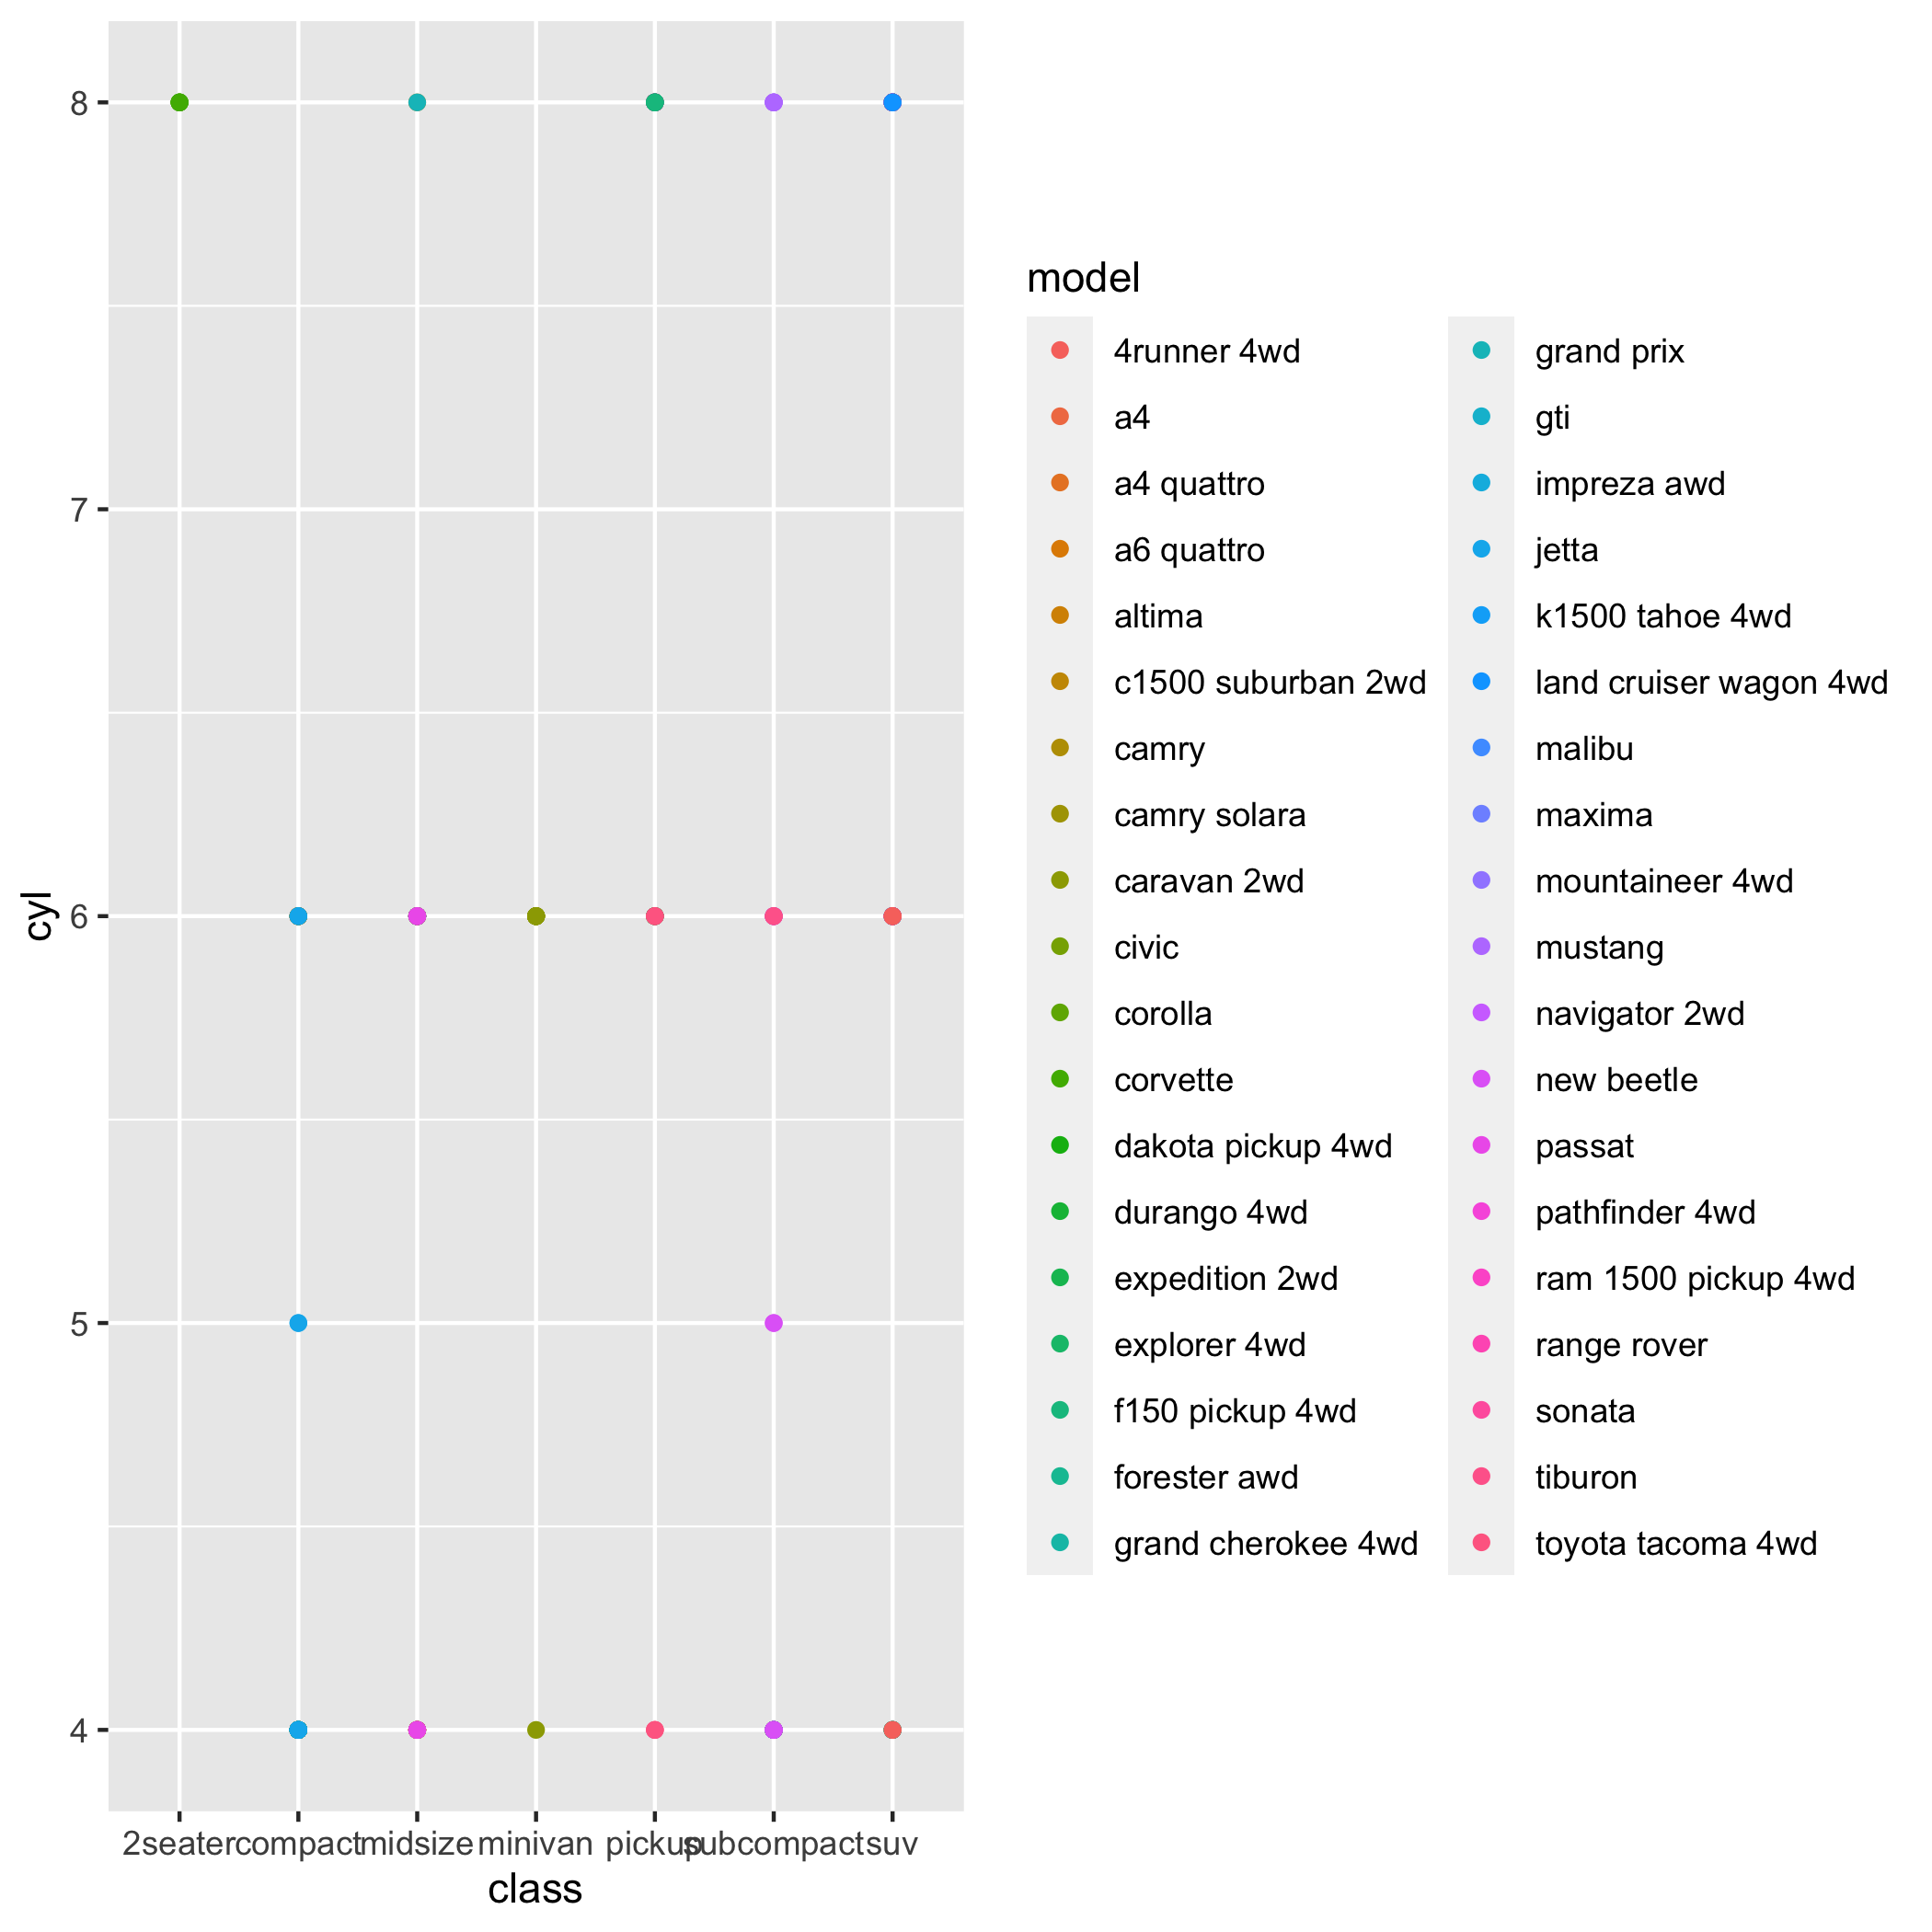 8
7
6
5
4
cyl
2seater
compact
midsize
minivan
pickup
subcompact
suv
class
model
4runner 4wd
a4
a4 quattro
a6 quattro
altima
c1500 suburban 2wd
camry
camry solara
caravan 2wd
civic
corolla
corvette
dakota pickup 4wd
durango 4wd
expedition 2wd
explorer 4wd
f150 pickup 4wd
forester awd
grand cherokee 4wd
grand prix
gti
impreza awd
jetta
k1500 tahoe 4wd
land cruiser wagon 4wd
malibu
maxima
mountaineer 4wd
mustang
navigator 2wd
new beetle
passat
pathfinder 4wd
ram 1500 pickup 4wd
range rover
sonata
tiburon
toyota tacoma 4wd